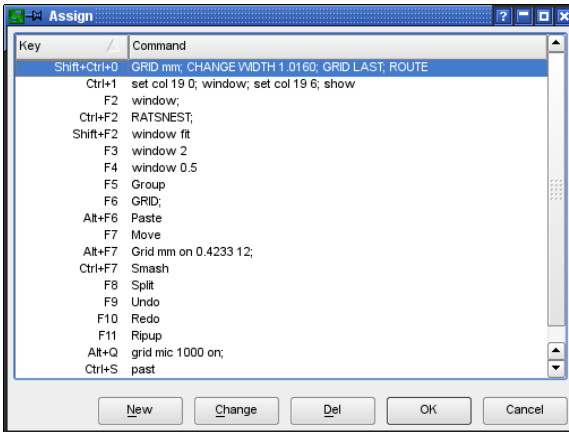 Assign
Key Command
Shift+Ctrl+0 GRID mm; CHANGE WIDTH 1.0160; GRID LAST; ROUTE
Ctrl+1 set col 19 0; window; set col 19 6; show
F2 window;
Ctrl+F2 RATSNEST;
Shift+F2 window fit
F3 window 2
F4 window 0.5
F5 Group
F6 GRID;
Alt+F6 Paste
F7 Move
Alt+F7 Grid mm on 0.4233 12;
Ctrl+F7 Smash
F8 Split
F9 Undo
F10 Redo
F11 Ripup
Alt+Q grid mic 1000 on;
Ctrl+S past
New Change Del OK Cancel